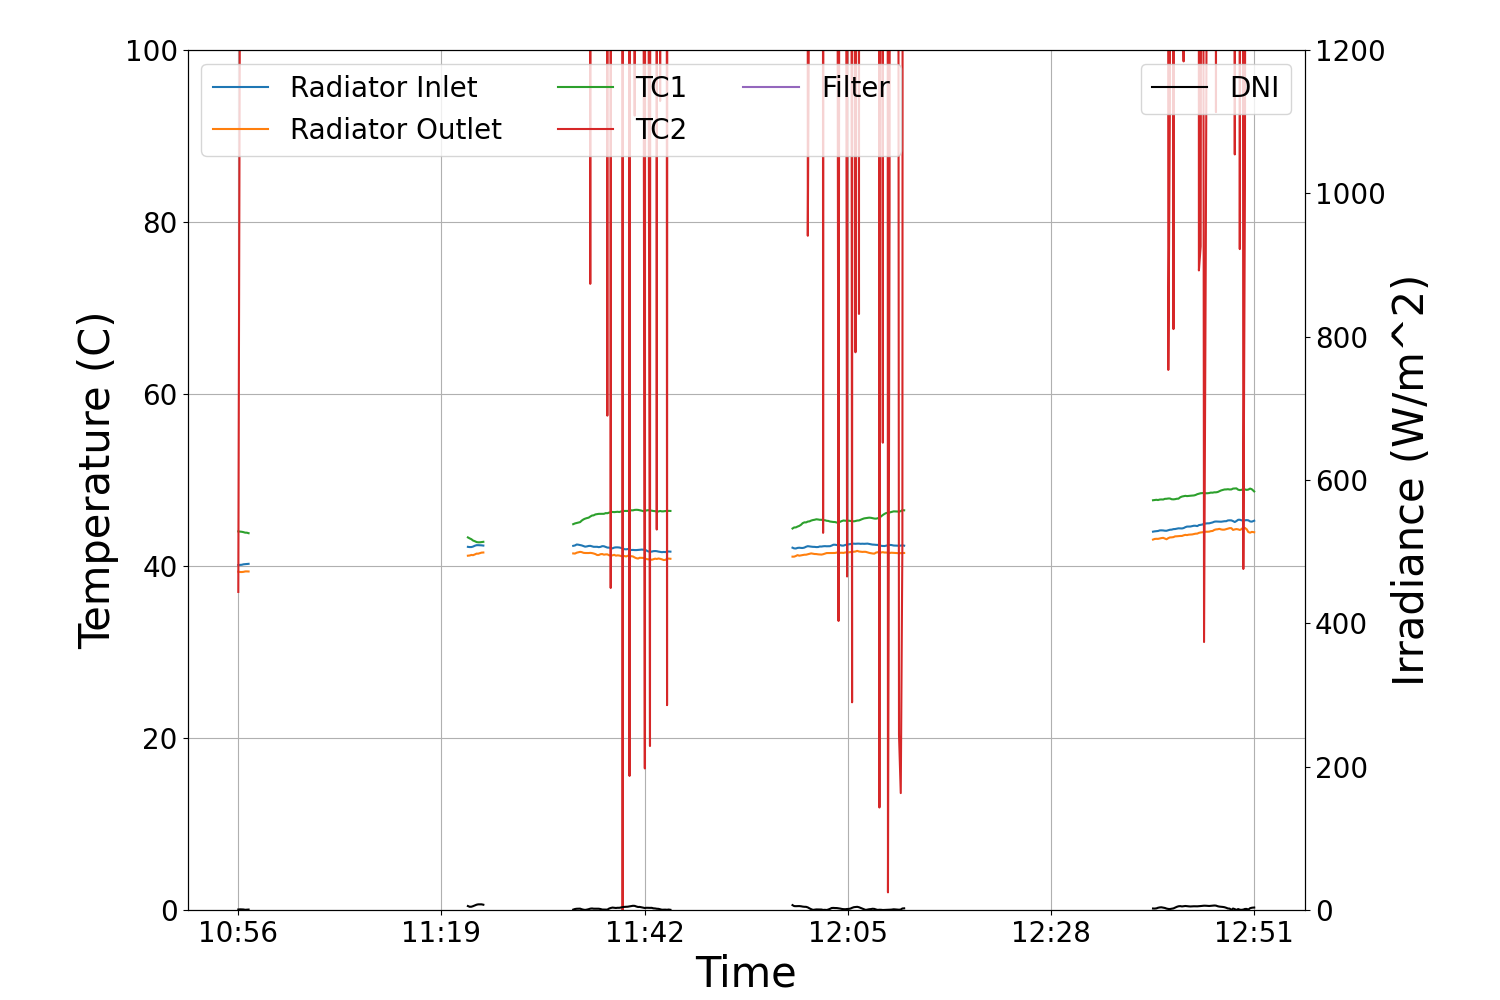 100
80
60
40
20
0
Temperature (C)
Radiator Inlet
Radiator Outlet
TC1
TC2
Filter
DNI
1200
1000
800
600
400
200
0
Irradiance (W/m^2)
10:56 11:19 11:42 12:05 12:28 12:51
Time